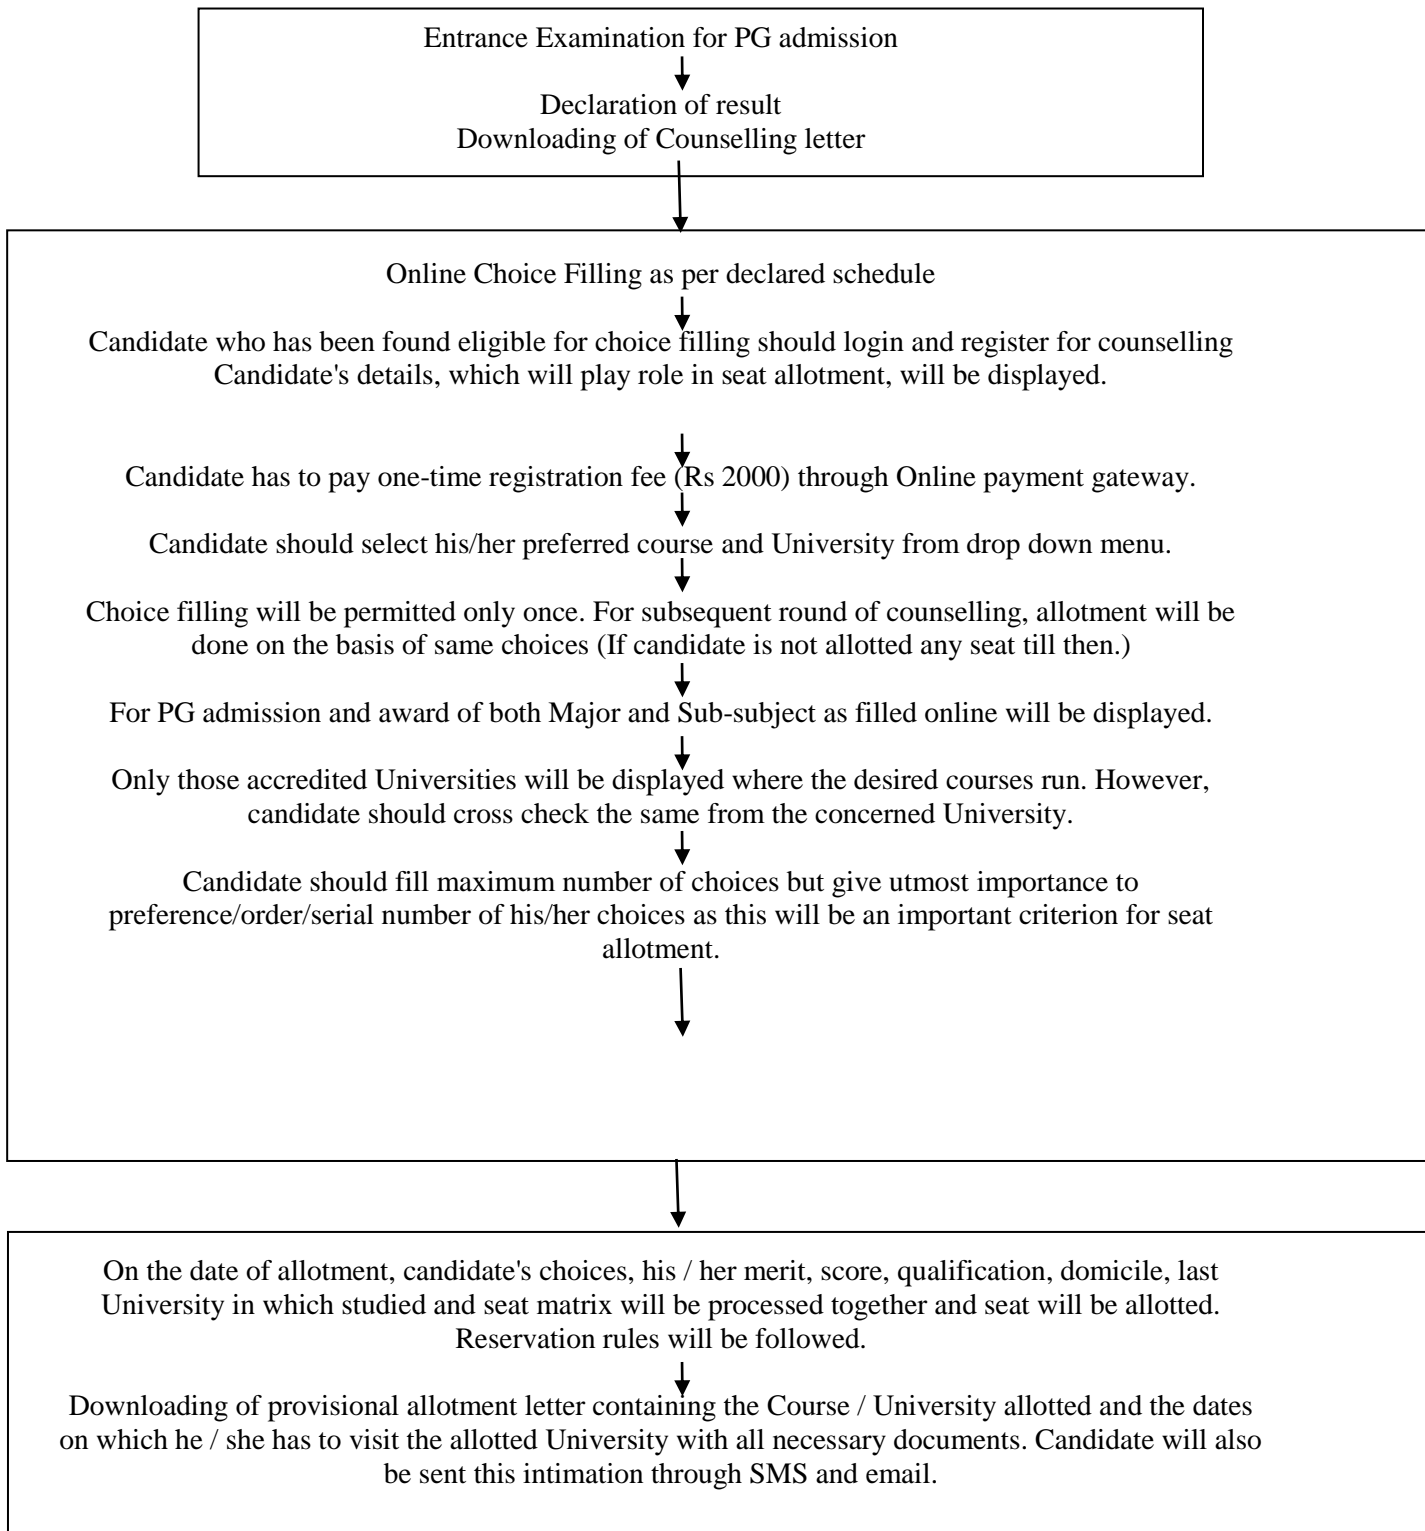 Entrance Examination for PG admission
Declaration of result
Downloading of Counselling letter
Online Choice Filling as per declared schedule
Candidate who has been found eligible for choice filling should login and register for counselling
Candidate's details, which will play role in seat allotment, will be displayed.
Candidate has to pay one-time registration fee (Rs 2000) through Online payment gateway.
Candidate should select his/her preferred course and University from drop down menu.
Choice filling will be permitted only once. For subsequent round of counselling, allotment will be
done on the basis of same choices (If candidate is not allotted any seat till then.)
For PG admission and award of both Major and Sub-subject as filled online will be displayed.
Only those accredited Universities will be displayed where the desired courses run. However,
candidate should cross check the same from the concerned University.
Candidate should fill maximum number of choices but give utmost importance to
preference/order/serial number of his/her choices as this will be an important criterion for seat
allotment.
On the date of allotment, candidate's choices, his / her merit, score, qualification, domicile, last
University in which studied and seat matrix will be processed together and seat will be allotted.
Reservation rules will be followed.
Downloading of provisional allotment letter containing the Course / University allotted and the dates
on which he / she has to visit the allotted University with all necessary documents. Candidate will also
be sent this intimation through SMS and email.